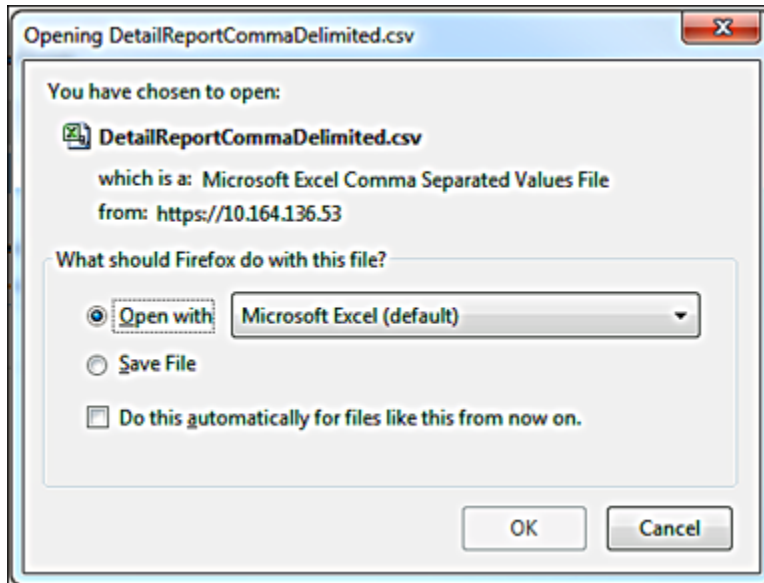 Opening DetailReportCommaDelimited.csv
You have chosen to open:
DetailReportCommaDelimited.csv
which is a: Microsoft Excel Comma Separated Values File
from: https://10.164.136.53
What should Firefox do with this file?
Open with Microsoft Excel (default)
Save File
Do this automatically for files like this from now on.
OK Cancel